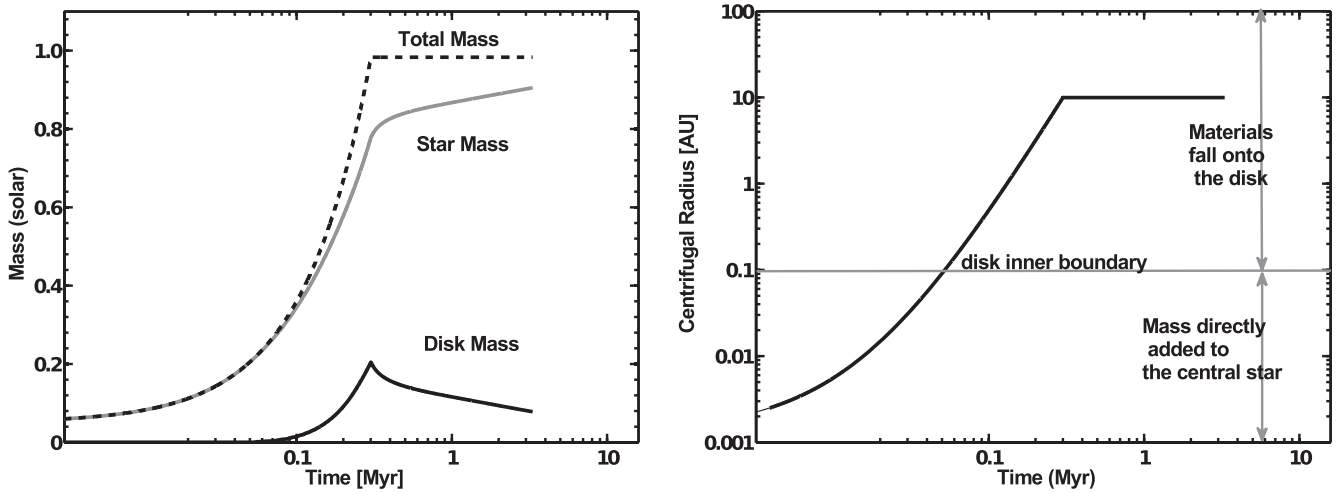 Total Mass
Star Mass
Disk Mass
Mass (solar)
1.0
0.8
0.6
0.4
0.2
0
0.1
1
10
Time [Myr]
Centrifugal Radius [AU]
100
10
1
0.1
0.01
0.001
Materials
fall onto
the disk
disk inner boundary
Mass directly
added to
the central star
0.1
1
10
Time (Myr)